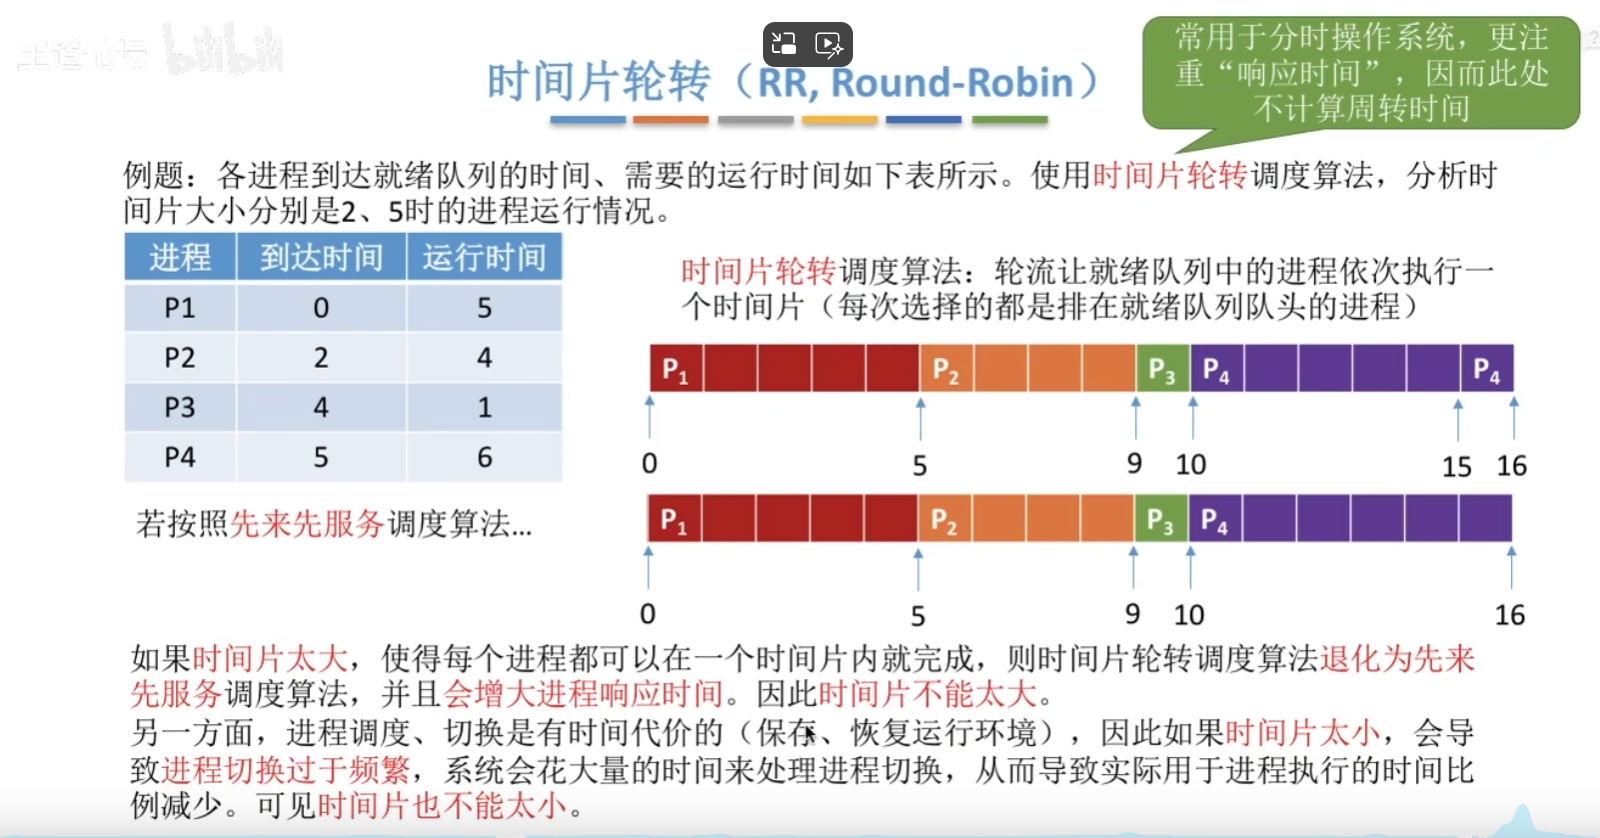 王道论坛 bilibili
常用于分时操作系统，更注
重“响应时间”，因而此处
不计算周转时间
时间片轮转（RR, Round-Robin）
例题：各进程到达就绪队列的时间、需要的运行时间如下表所示。使用时间片轮转调度算法，分析时
间片大小分别是2、5时的进程运行情况。
进程 到达时间 运行时间
P1 0 5
P2 2 4
P3 4 1
P4 5 6
若按照先来先服务调度算法...
时间片轮转调度算法：轮流让就绪队列中的进程依次执行一
个时间片（每次选择的都是排在就绪队列队头的进程）
P1 P2 P3 P4 P4
0 5 9 10 15 16
P1 P2 P3 P4
0 5 9 10 16
如果时间片太大，使得每个进程都可以在一个时间片内就完成，则时间片轮转调度算法退化为先来
先服务调度算法，并且会增大进程响应时间。因此时间片不能太大。
另一方面，进程调度、切换是有时间代价的（保存、恢复运行环境），因此如果时间片太小，会导
致进程切换过于频繁，系统会花大量的时间来处理进程切换，从而导致实际用于进程执行的时间比
例减少。可见时间片也不能太小。